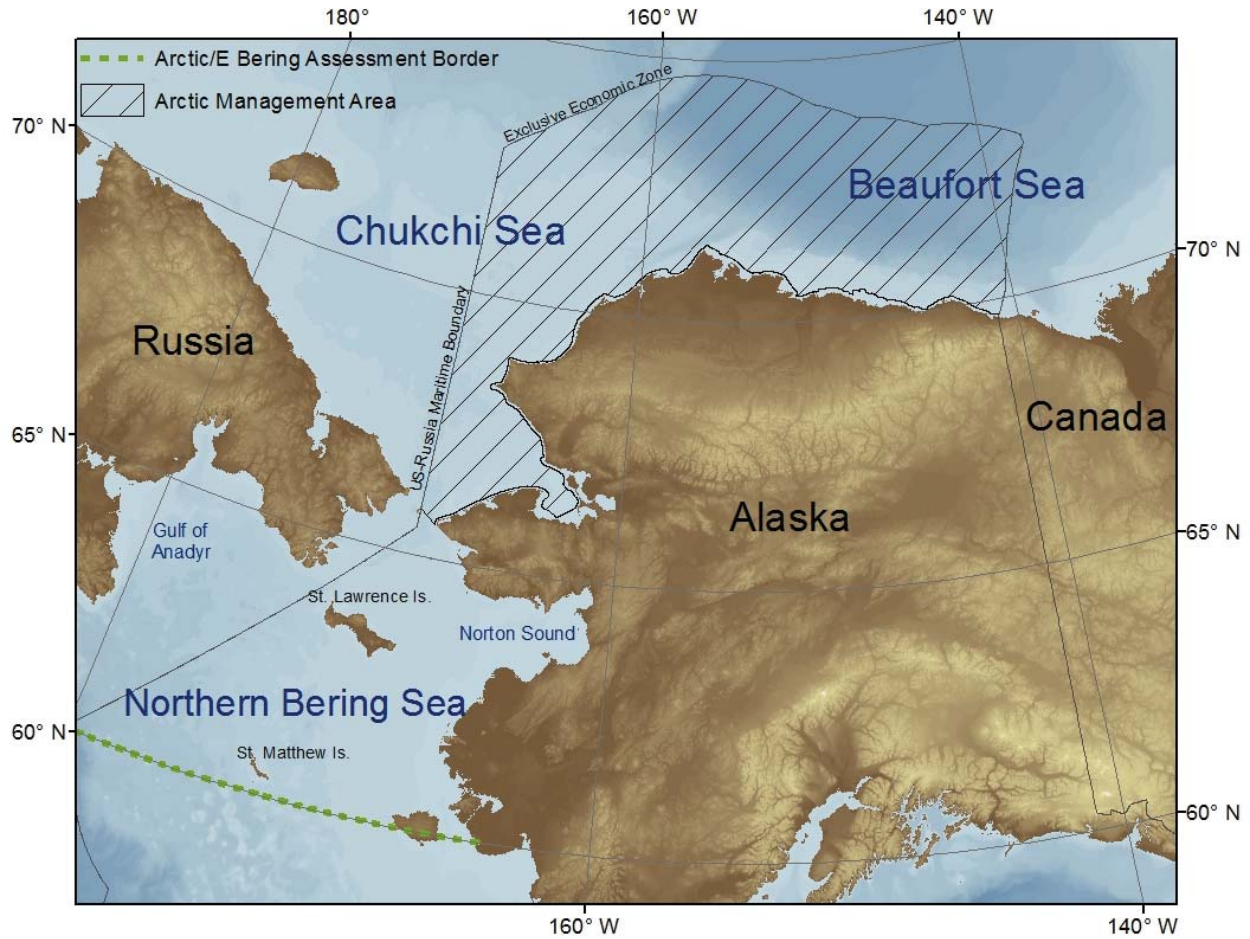 180°
160° W
140° W
Arctic/E Bering Assessment Border
Arctic Management Area
Exclusive Economic Zone
70° N
Beaufort Sea
Chukchi Sea
70° N
US-Russia Maritime Boundary
Russia
Canada
65° N
Alaska
65° N
Gulf of
Anadyr
St. Lawrence Is.
Norton Sound
Northern Bering Sea
60° N
St. Matthew Is.
60° N
160° W
140° W